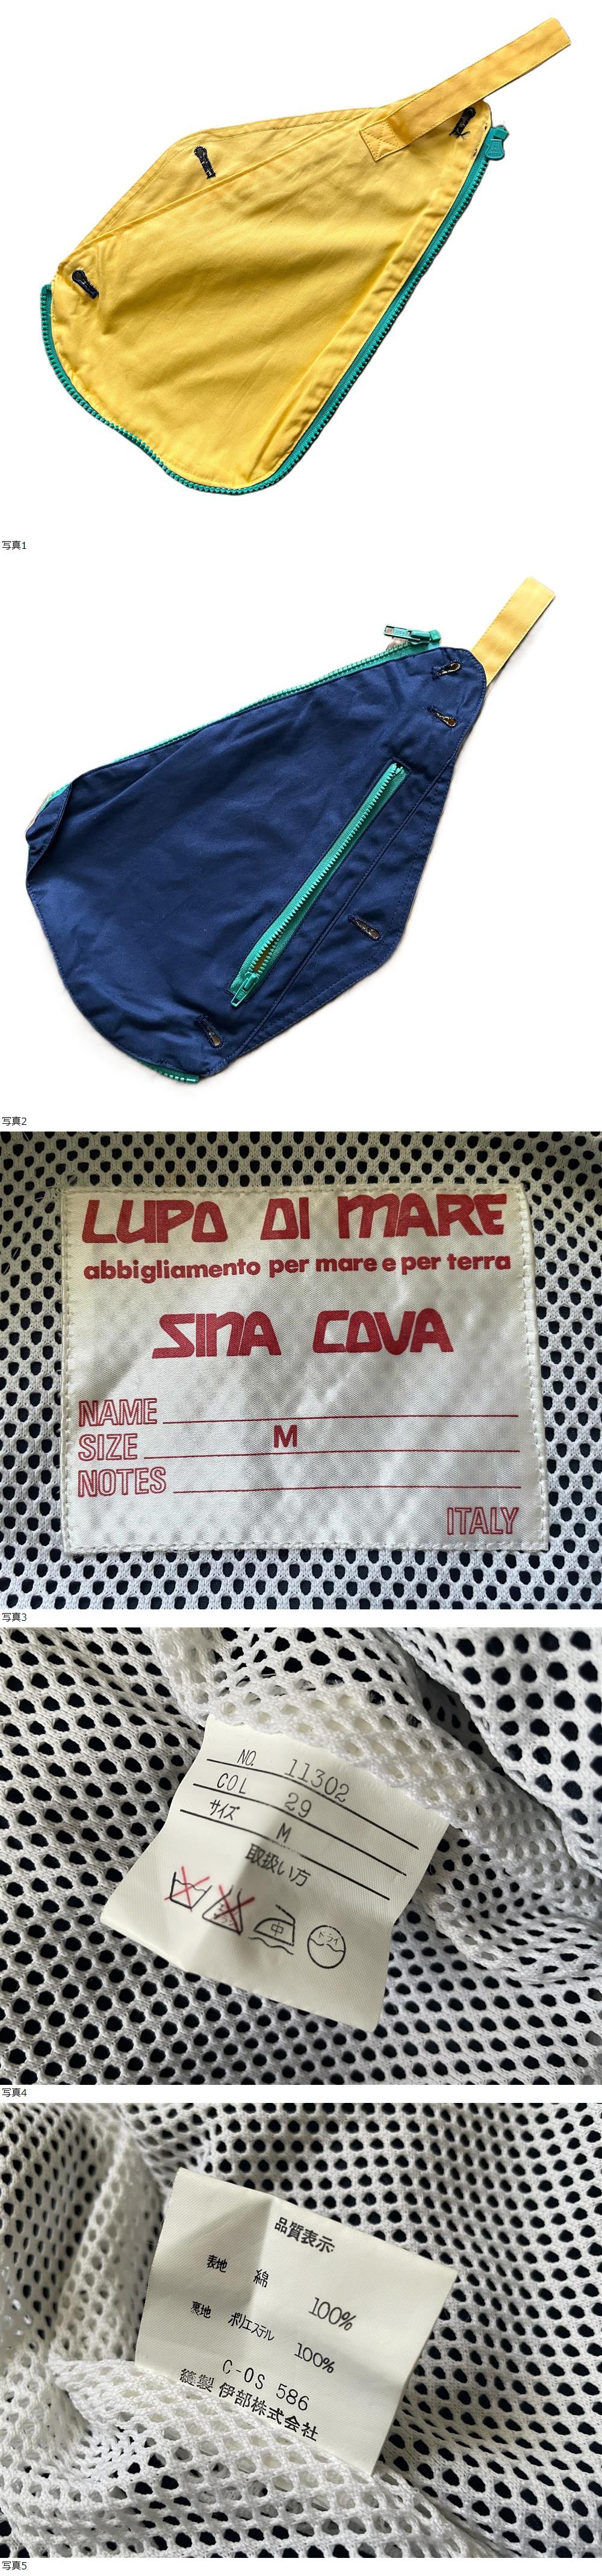 写真1
写真2
LUPO DI MARE
abbigliamento per mare e per terra
SINA COVA
NAME
SIZE M
NOTES
ITALY
写真3
NO. 11302
COL 29
サイズ M
取扱い方
中
ドライ
写真4
品質表示
表地 綿 100%
裏地 ポリエステル 100%
C-OS 586
縫製 伊部株式会社
写真5